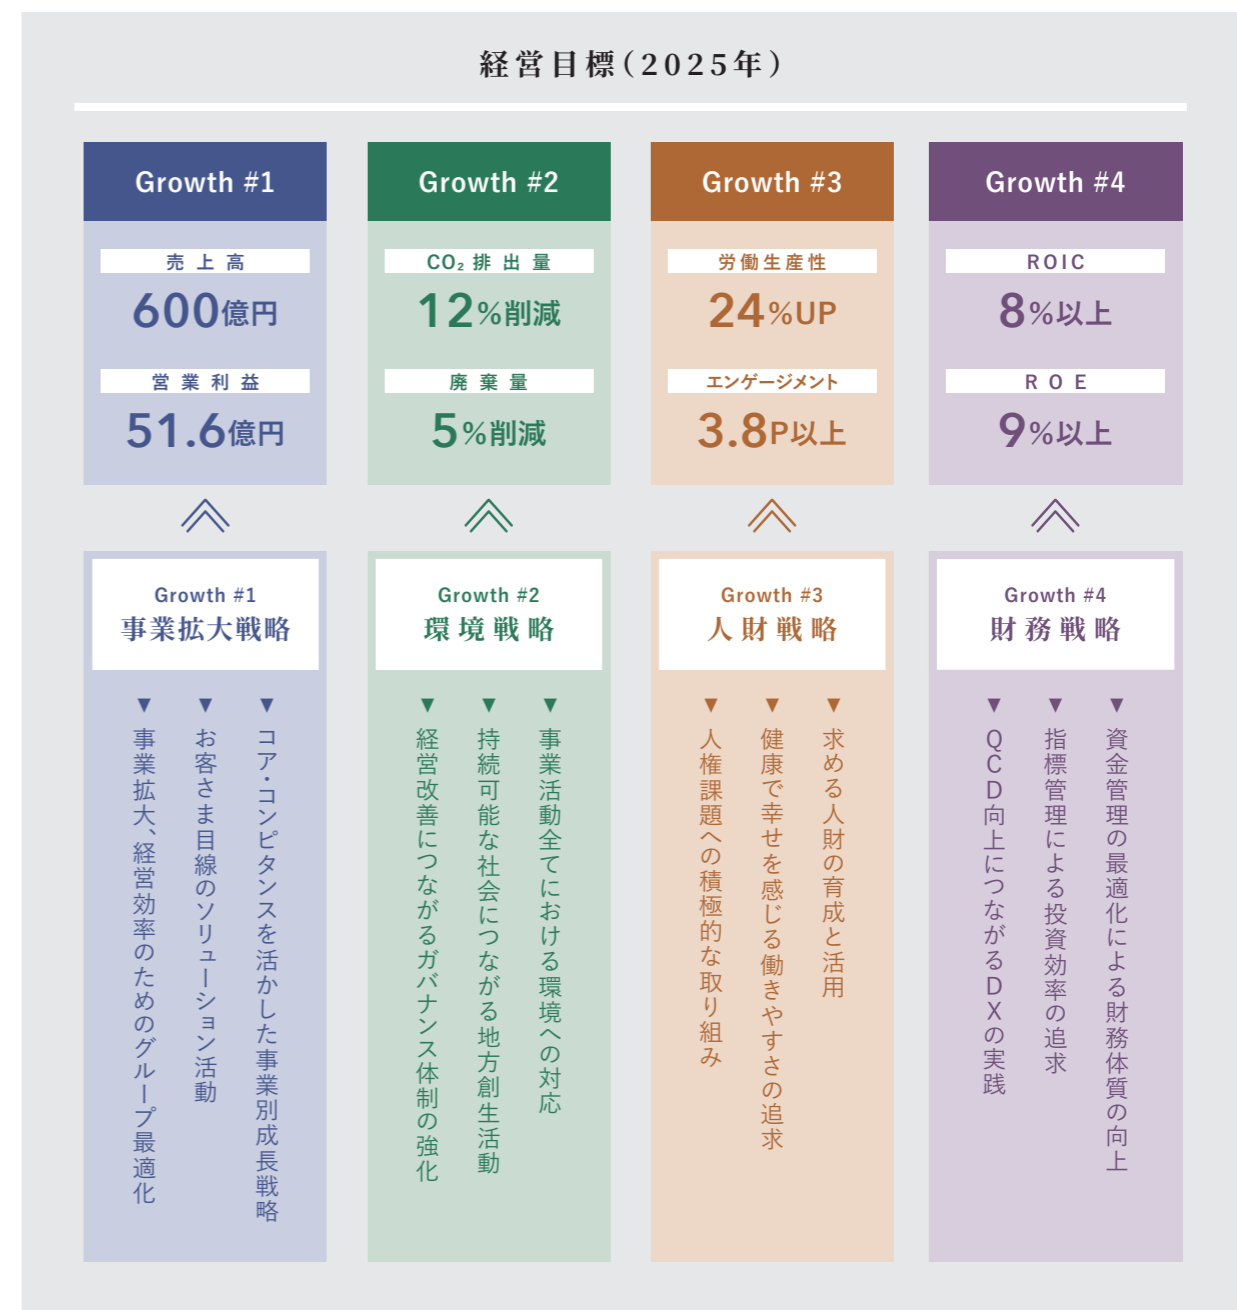 経営目標(2025年)
Growth #1
売上高
600億円
営業利益
51.6億円
Growth #2
CO₂排出量
12%削減
廃棄量
5%削減
Growth #3
労働生産性
24%UP
エンゲージメント
3.8P以上
Growth #4
ROIC
8%以上
ROE
9%以上
Growth #1
事業拡大戦略
▼コア・コンピタンスを活かした事業別成長戦略
▼お客さま目線のソリューション活動
▼事業拡大、経営効率のためのグループ最適化
Growth #2
環境戦略
▼事業活動全てにおける環境への対応
▼持続可能な社会につながる地方創生活動
▼経営改善につながるガバナンス体制の強化
Growth #3
人財戦略
▼求める人財の育成と活用
▼健康で幸せを感じる働きやすさの追求
▼人権課題への積極的な取り組み
Growth #4
財務戦略
▼資金管理の最適化による財務体質の向上
▼指標管理による投資効率の追求
▼QCD向上につながるDXの実践